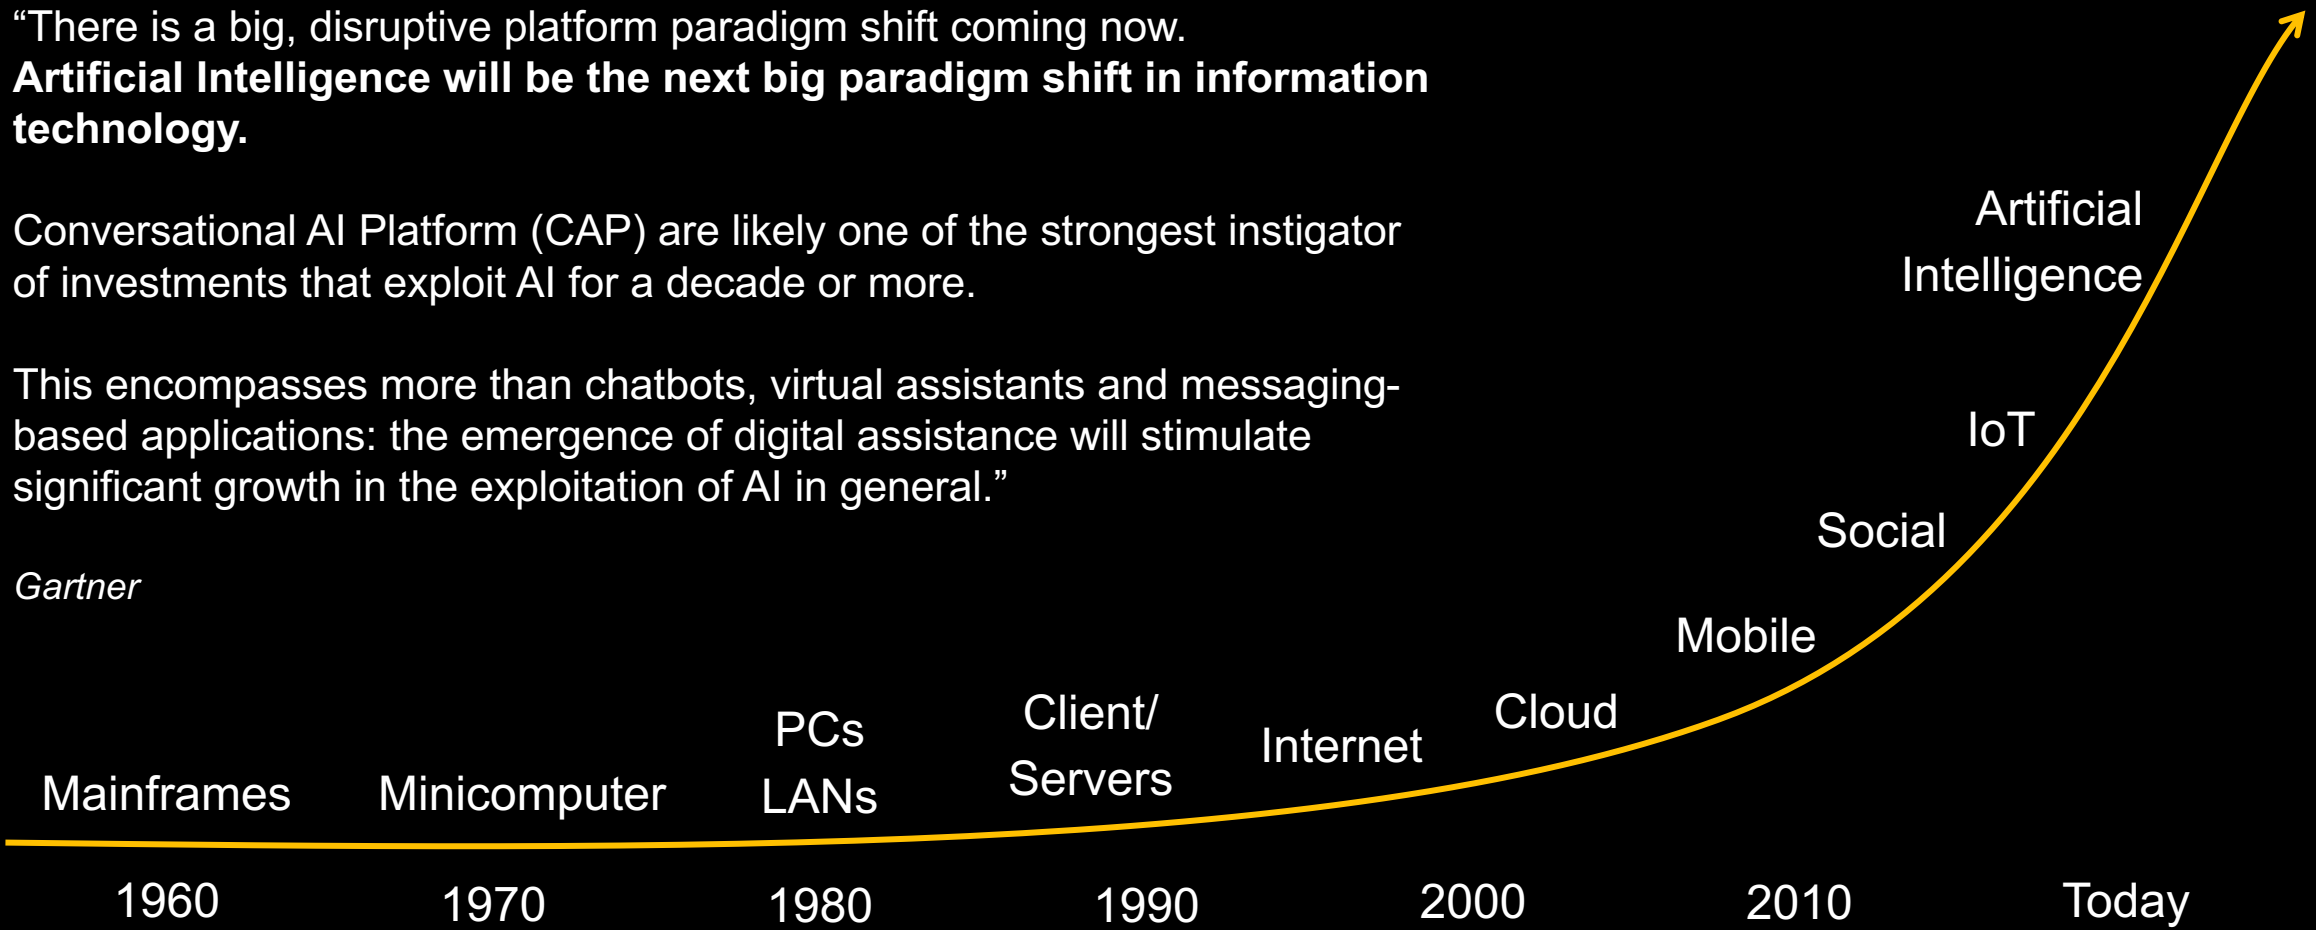 “There is a big, disruptive platform paradigm shift coming now.
Artificial Intelligence will be the next big paradigm shift in information
technology.
Conversational AI Platform (CAP) are likely one of the strongest instigator
of investments that exploit AI for a decade or more.
This encompasses more than chatbots, virtual assistants and messaging-
based applications: the emergence of digital assistance will stimulate
significant growth in the exploitation of AI in general.”
Gartner
Mainframes
Minicomputer
PCs
LANs
Client/
Servers
Internet
Cloud
Mobile
Social
IoT
Artificial
Intelligence
1960
1970
1980
1990
2000
2010
Today